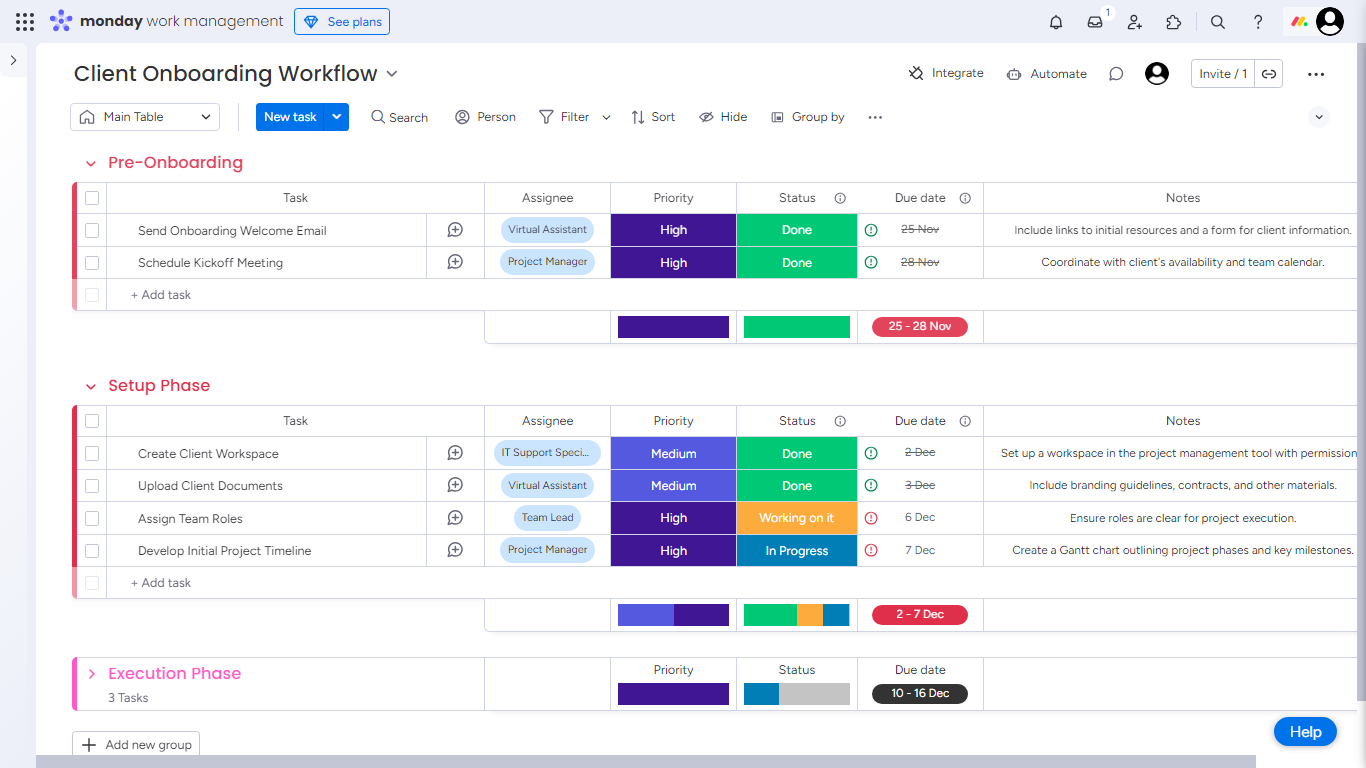 monday work management See plans 1
Client Onboarding Workflow Integrate Automate Invite / 1
Main Table New task Search Person Filter Sort Hide Group by
Pre-Onboarding
Task Assignee Priority Status Due date Notes
Send Onboarding Welcome Email Virtual Assistant High Done 25 Nov Include links to initial resources and a form for client information.
Schedule Kickoff Meeting Project Manager High Done 28 Nov Coordinate with client's availability and team calendar.
+ Add task
25 - 28 Nov
Setup Phase
Task Assignee Priority Status Due date Notes
Create Client Workspace IT Support Speci... Medium Done 2 Dec Set up a workspace in the project management tool with permission
Upload Client Documents Virtual Assistant Medium Done 3 Dec Include branding guidelines, contracts, and other materials.
Assign Team Roles Team Lead High Working on it 6 Dec Ensure roles are clear for project execution.
Develop Initial Project Timeline Project Manager High In Progress 7 Dec Create a Gantt chart outlining project phases and key milestones.
+ Add task
2 - 7 Dec
Execution Phase Priority Status Due date
3 Tasks 10 - 16 Dec
Help
+ Add new group